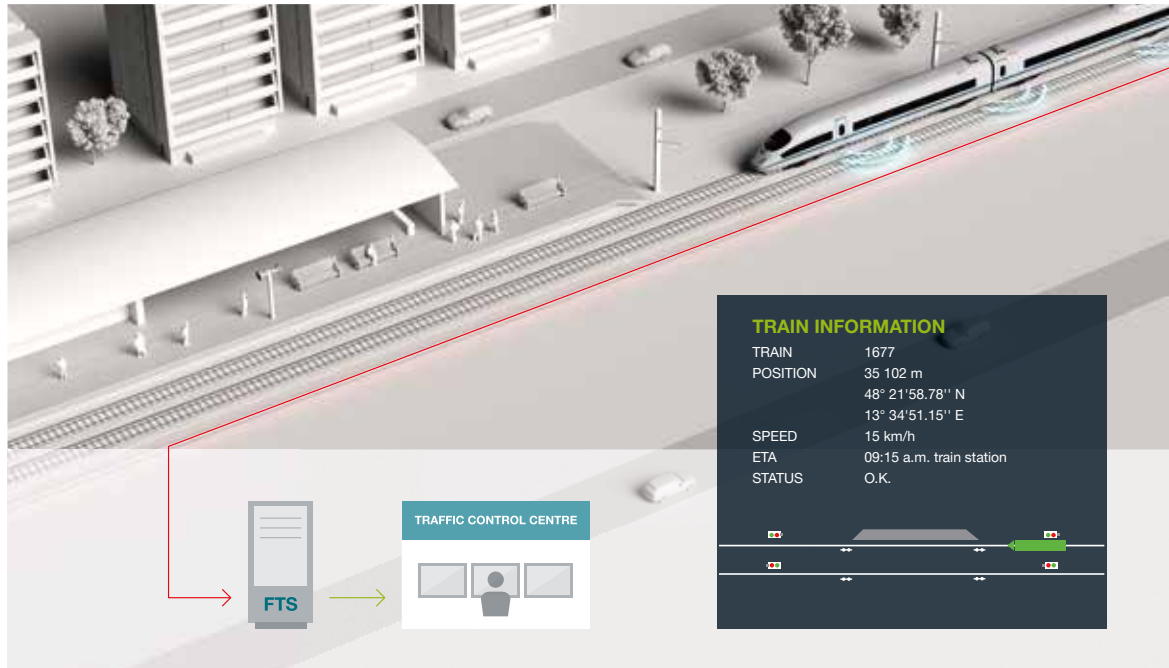 TRAIN INFORMATION
TRAIN 1677
POSITION 35 102 m
48° 21'58.78'' N
13° 34'51.15'' E
SPEED 15 km/h
ETA 09:15 a.m. train station
STATUS O.K.
TRAFFIC CONTROL CENTRE
FTS